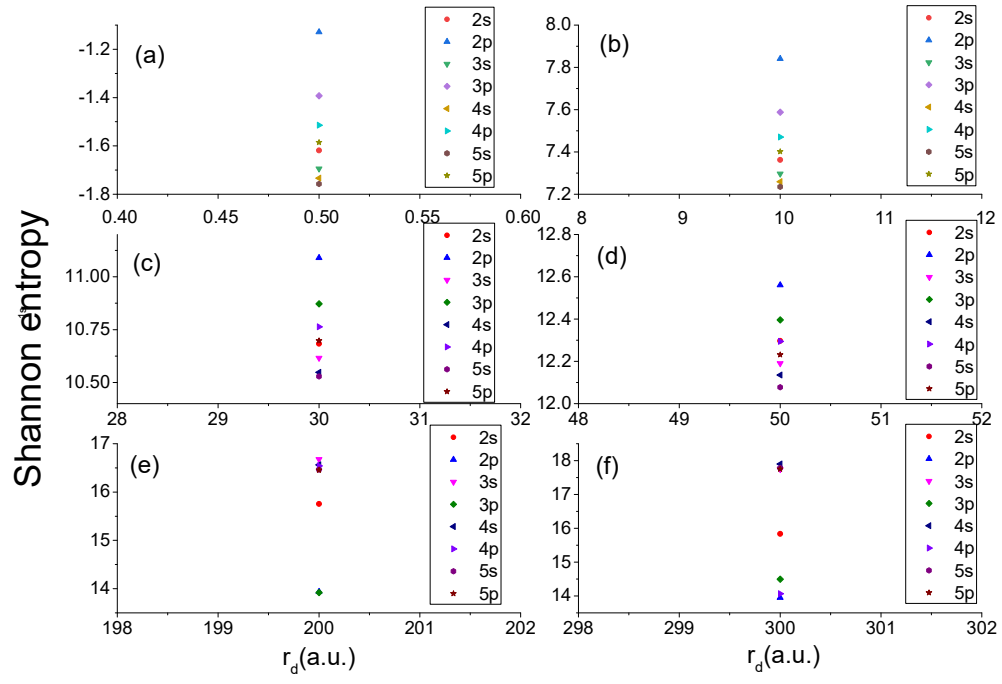 Shannon entropy
(a)
-1.2
-1.4
-1.6
-1.8
0.40 0.45 0.50 0.55 0.60
2s
2p
3s
3p
4s
4p
5s
5p
(b)
8.0
7.8
7.6
7.4
7.2
8 9 10 11 12
2s
2p
3s
3p
4s
4p
5s
5p
(c)
11.00
10.75
10.50
28 29 30 31 32
2s
2p
3s
3p
4s
4p
5s
5p
(d)
12.8
12.6
12.4
12.2
12.0
48 49 50 51 52
2s
2p
3s
3p
4s
4p
5s
5p
(e)
17
16
15
14
198 199 200 201 202
r_d(a.u.)
2s
2p
3s
3p
4s
4p
5s
5p
(f)
18
17
16
15
14
298 299 300 301 302
r_d(a.u.)
2s
2p
3s
3p
4s
4p
5s
5p